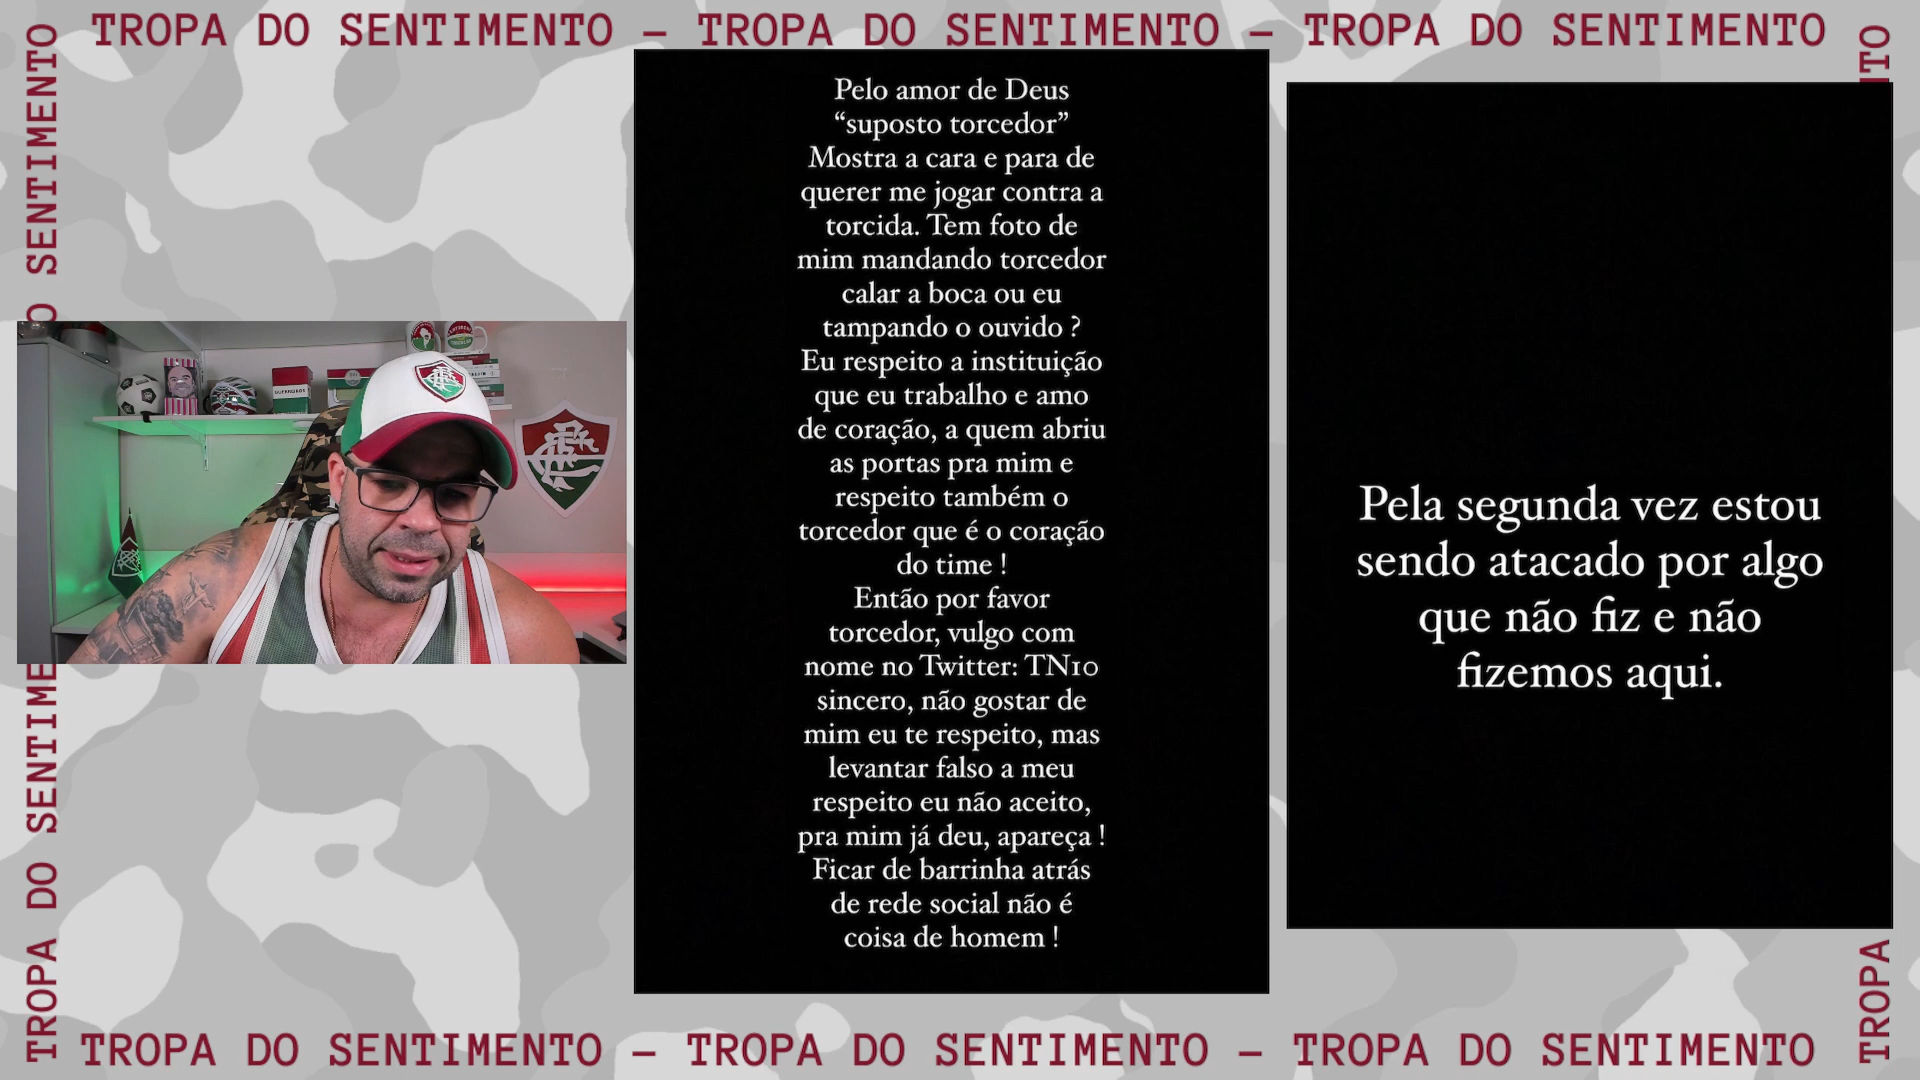 TROPA DO SENTIMENTO – TROPA DO SENTIMENTO – TROPA DO SENTIMENTO
Pelo amor de Deus
“suposto torcedor”
Mostra a cara e para de
querer me jogar contra a
torcida. Tem foto de
mim mandando torcedor
calar a boca ou eu
tampando o ouvido ?
Eu respeito a instituição
que eu trabalho e amo
de coração, a quem abriu
as portas pra mim e
respeito também o
torcedor que é o coração
do time !
Então por favor
torcedor, vulgo com
nome no Twitter: TN10
sincero, não gostar de
mim eu te respeito, mas
levantar falso a meu
respeito eu não aceito,
pra mim já deu, apareça !
Ficar de barrinha atrás
de rede social não é
coisa de homem !
Pela segunda vez estou
sendo atacado por algo
que não fiz e não
fizemos aqui.
GUERREIROS
TROPA DO SENTIME
O SENTIMENTO
TROPA
TO
TROPA DO SENTIMENTO – TROPA DO SENTIMENTO – TROPA DO SENTIMENTO